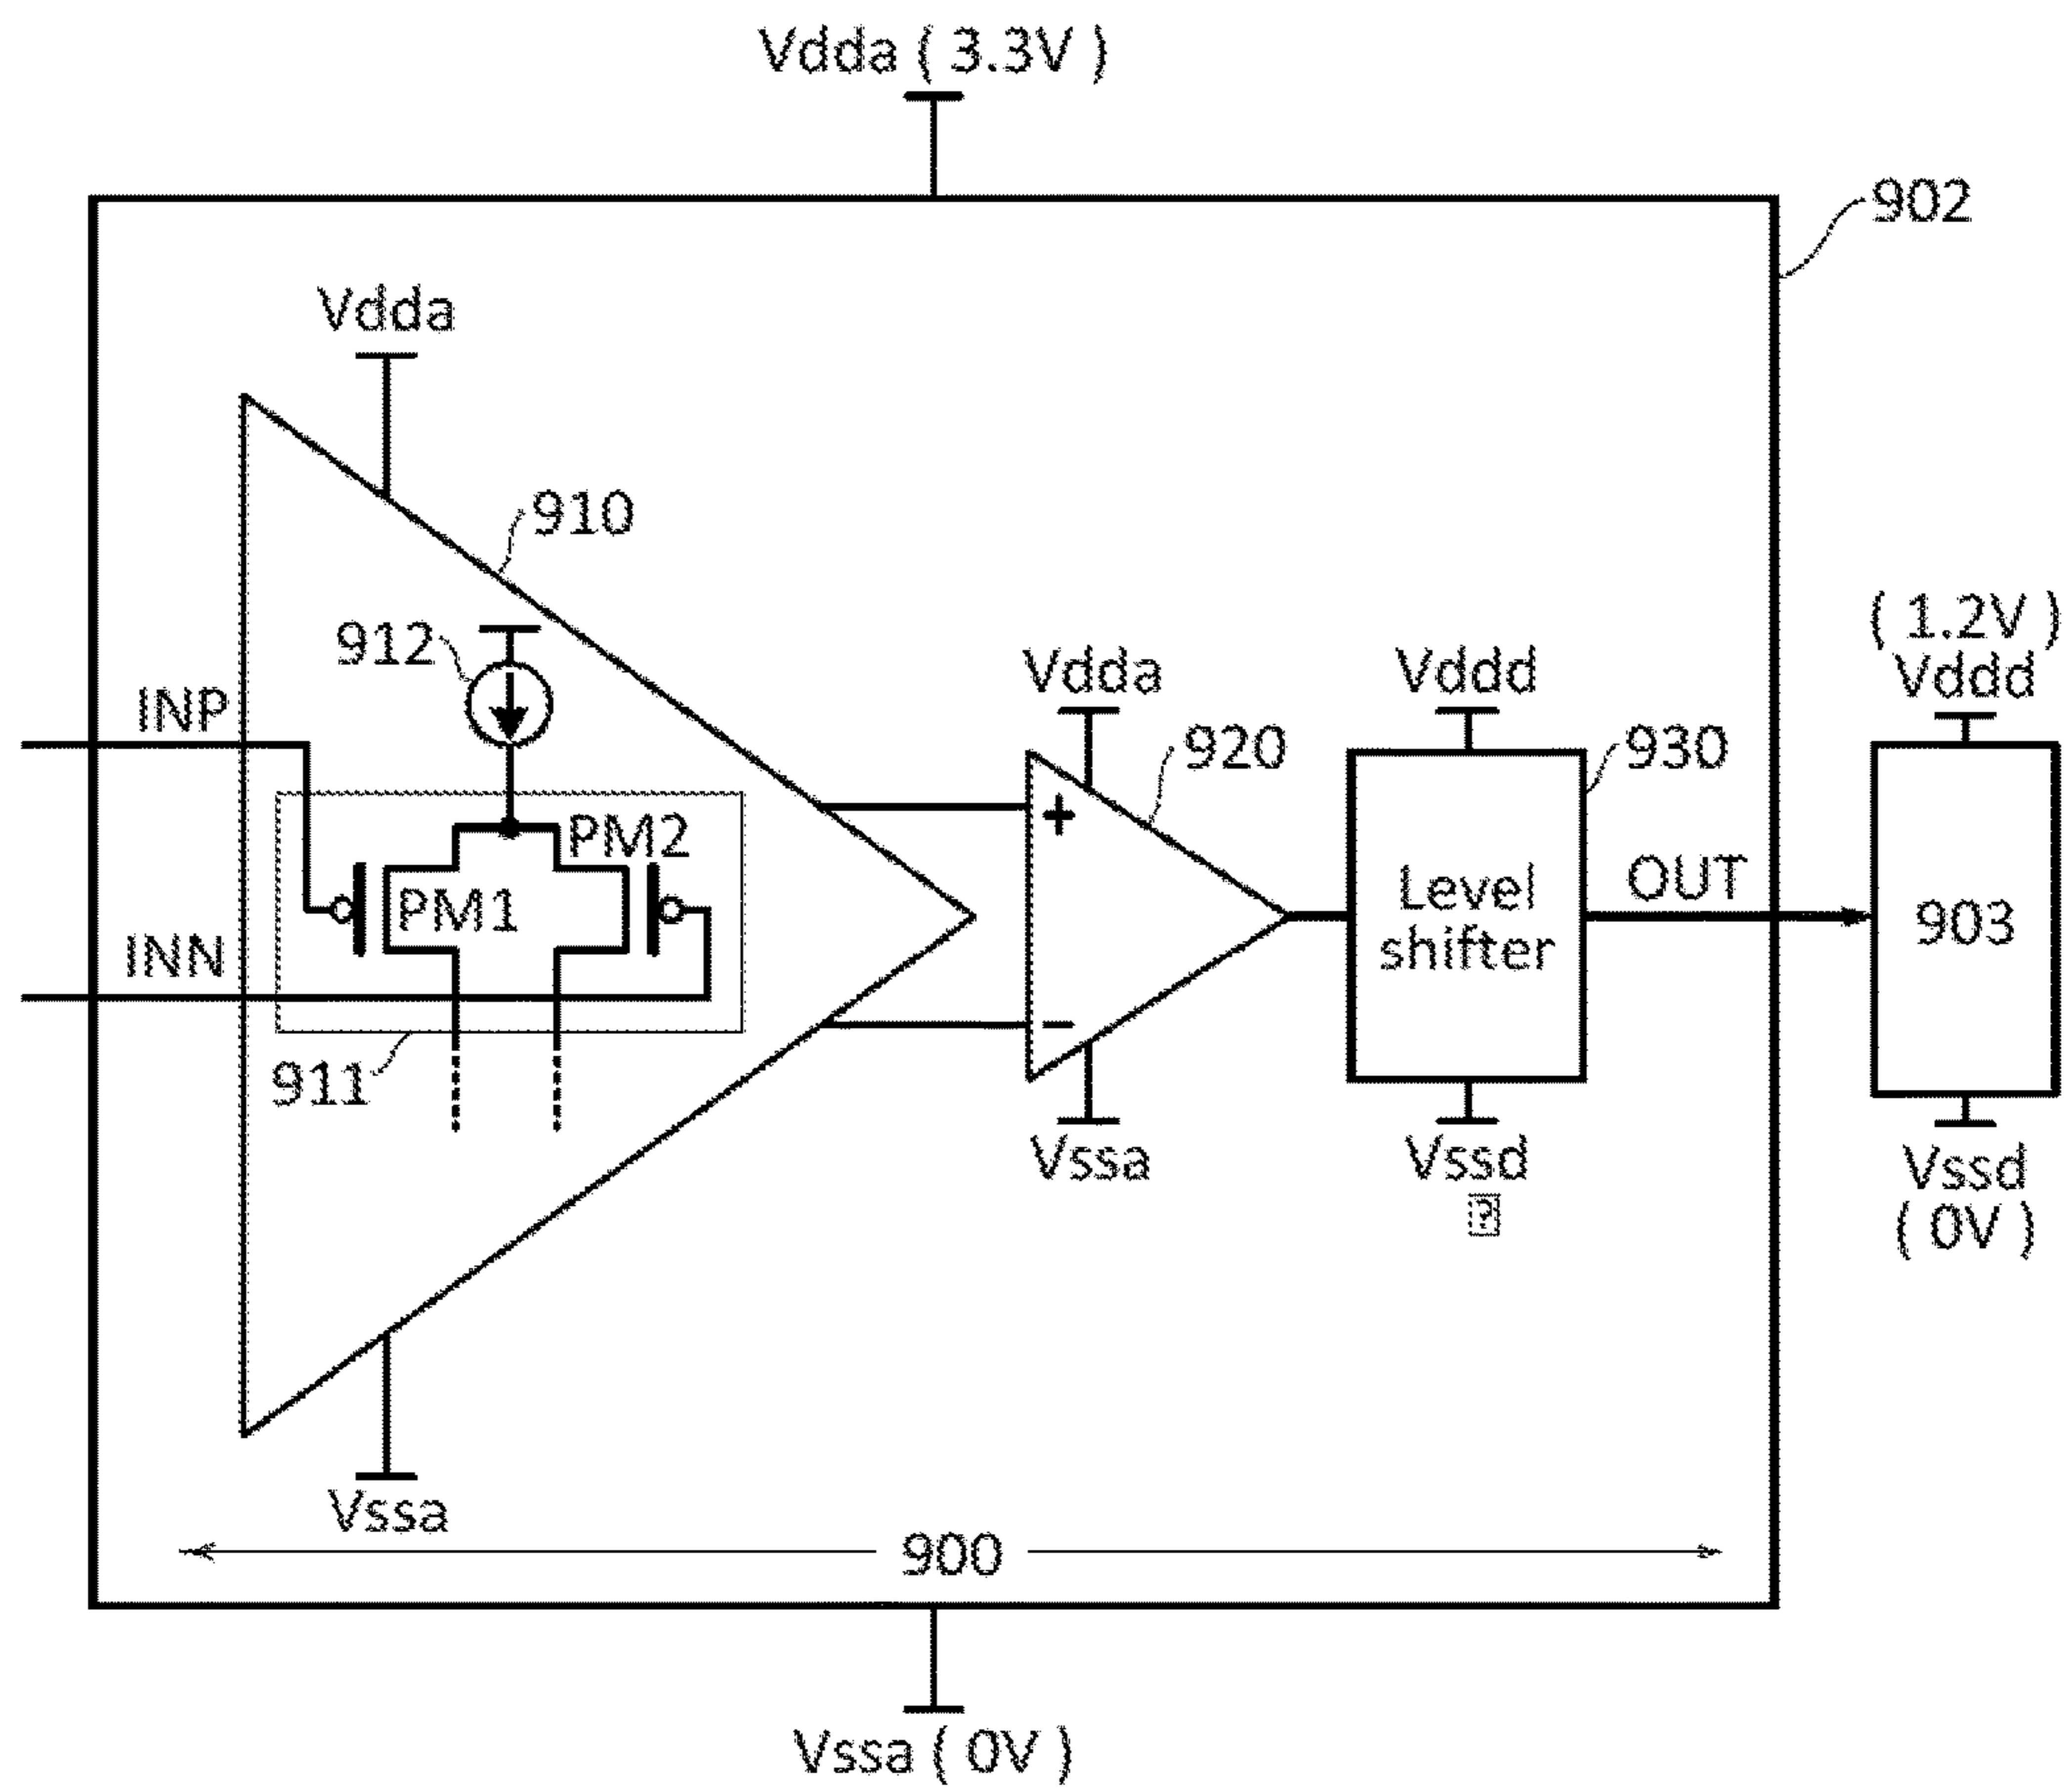 Vdda ( 3.3V )
902
Vdda
910
912
INP
PM2
PM1
INN
911
Vssa
Vdda
920
+
−
Vssa
Vddd
930
Level
shifter
Vssd
OUT
( 1.2V )
Vddd
903
Vssd
( 0V )
900
Vssa ( 0V )